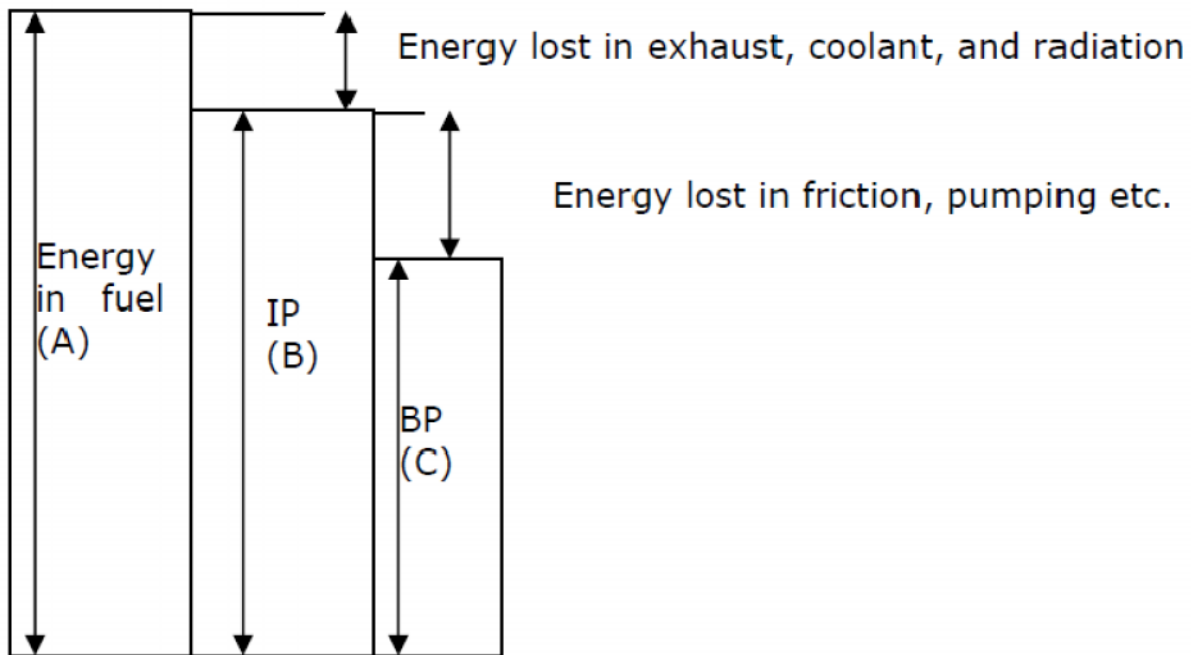 Energy lost in exhaust, coolant, and radiation
Energy lost in friction, pumping etc.
Energy
in fuel
(A)
IP
(B)
BP
(C)